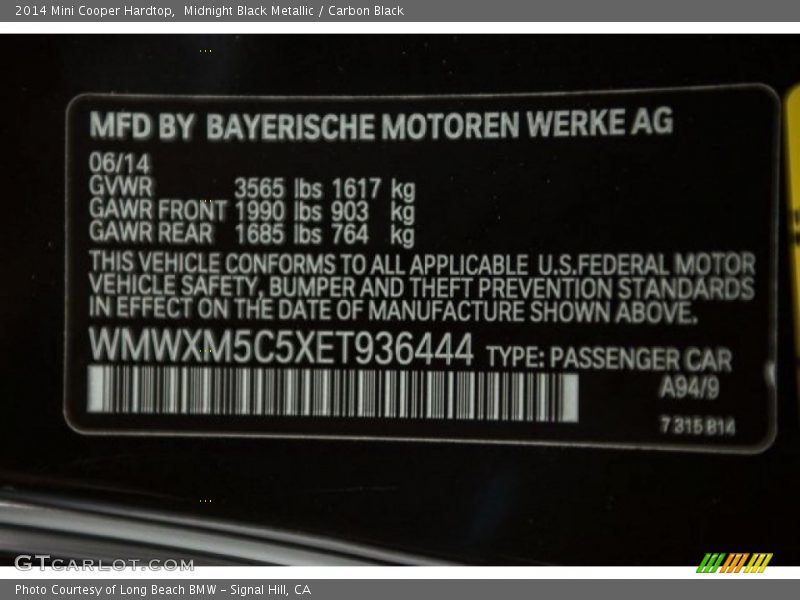 2014 Mini Cooper Hardtop,  Midnight Black Metallic / Carbon Black
MFD BY BAYERISCHE MOTOREN WERKE AG
06/14
GVWR 3565 lbs 1617 kg
GAWR FRONT 1990 lbs 903 kg
GAWR REAR 1685 lbs 764 kg
THIS VEHICLE CONFORMS TO ALL APPLICABLE U.S.FEDERAL MOTOR
VEHICLE SAFETY, BUMPER AND THEFT PREVENTION STANDARDS
IN EFFECT ON THE DATE OF MANUFACTURE SHOWN ABOVE.
WMWXM5C5XET936444 TYPE: PASSENGER CAR
A94/9
7 315 814
GTCARLOT.COM
Photo Courtesy of Long Beach BMW - Signal Hill, CA